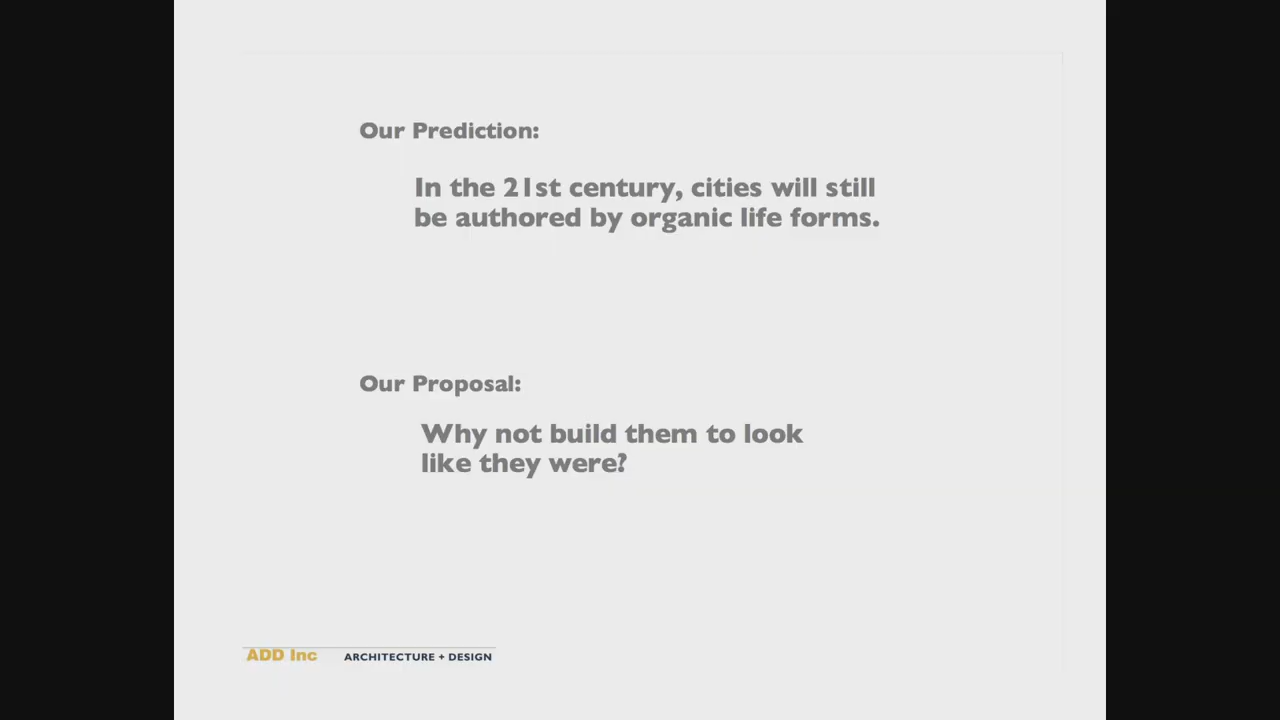 Our Prediction:
In the 21st century, cities will still
be authored by organic life forms.
Our Proposal:
Why not build them to look
like they were?
ADD Inc ARCHITECTURE + DESIGN